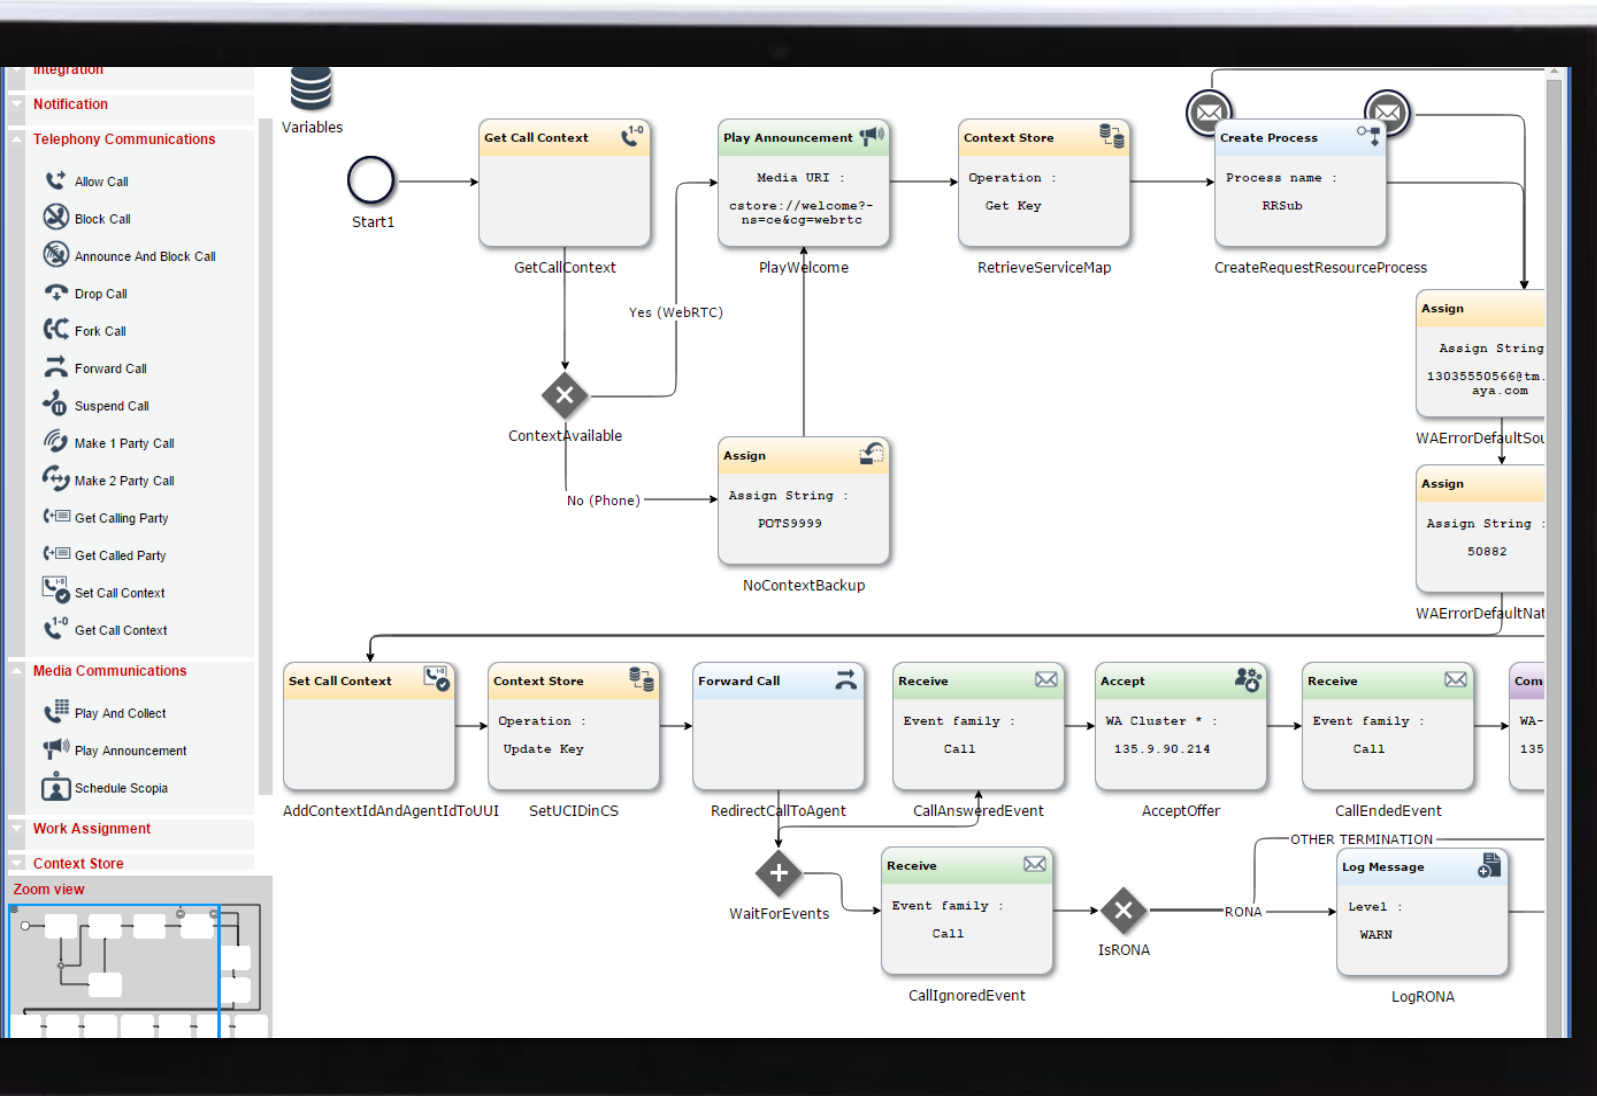 Integration
Notification
Telephony Communications
Allow Call
Block Call
Announce And Block Call
Drop Call
Fork Call
Forward Call
Suspend Call
Make 1 Party Call
Make 2 Party Call
Get Calling Party
Get Called Party
Set Call Context
1-0
Get Call Context
Media Communications
Play And Collect
Play Announcement
Schedule Scopia
Work Assignment
Context Store
Zoom view
Variables
Start1
Get Call Context
1-0
GetCallContext
Play Announcement
Media URI :
cstore://welcome?-
ns=ce&cg=webrtc
PlayWelcome
Context Store
Operation :
Get Key
RetrieveServiceMap
Create Process
Process name :
RRSub
CreateRequestResourceProcess
Yes (WebRTC)
ContextAvailable
No (Phone)
Assign
Assign String :
POTS9999
NoContextBackup
Assign
Assign String
13035550566@tm.
aya.com
WAErrorDefaultSou
Assign
Assign String :
50882
WAErrorDefaultNat
Set Call Context
AddContextIdAndAgentIdToUUI
Context Store
Operation :
Update Key
SetUCIDinCS
Forward Call
RedirectCallToAgent
Receive
Event family :
Call
CallAnsweredEvent
Accept
WA Cluster * :
135.9.90.214
AcceptOffer
Receive
Event family :
Call
CallEndedEvent
Com
WA-
135
WaitForEvents
Receive
Event family :
Call
CallIgnoredEvent
IsRONA
OTHER TERMINATION
RONA
Log Message
Level :
WARN
LogRONA